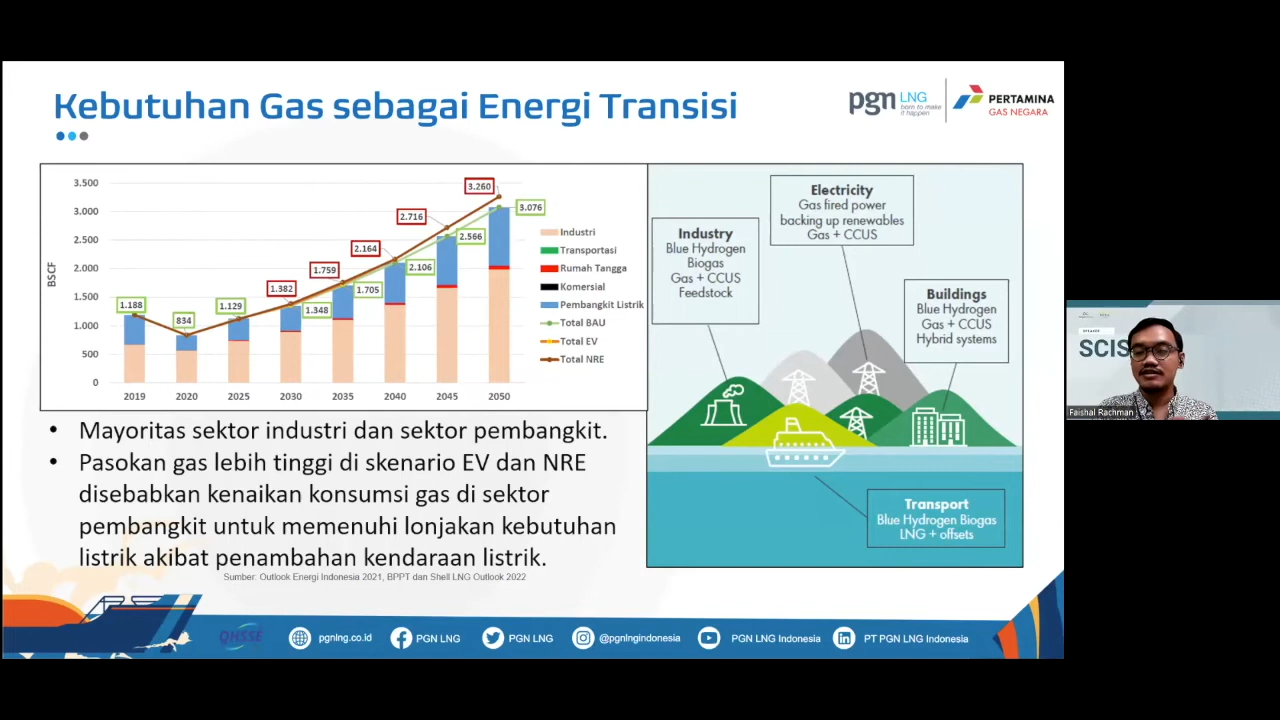 Kebutuhan Gas sebagai Energi Transisi
pgn LNG
born to make
it happen
PERTAMINA
GAS NEGARA
BSCF
3.500
3.000
2.500
2.000
1.500
1.000
500
0
1.188
834
1.129
1.382
1.348
1.759
1.705
2.164
2.106
2.716
2.566
3.260
3.076
2019
2020
2025
2030
2035
2040
2045
2050
Industri
Transportasi
Rumah Tangga
Komersial
Pembangkit Listrik
Total BAU
Total EV
Total NRE
Industry
Blue Hydrogen
Biogas
Gas + CCUS
Feedstock
Electricity
Gas fired power
backing up renewables
Gas + CCUS
Buildings
Blue Hydrogen
Gas + CCUS
Hybrid systems
Transport
Blue Hydrogen Biogas
LNG + offsets
• Mayoritas sektor industri dan sektor pembangkit.
• Pasokan gas lebih tinggi di skenario EV dan NRE
disebabkan kenaikan konsumsi gas di sektor
pembangkit untuk memenuhi lonjakan kebutuhan
listrik akibat penambahan kendaraan listrik.
Sumber: Outlook Energi Indonesia 2021, BPPT dan Shell LNG Outlook 2022
QHSSE
pgnlng.co.id
PGN LNG
PGN LNG
@pgnlngindonesia
PGN LNG Indonesia
PT PGN LNG Indonesia
SPEAKER
SCIS
Faishal Rachman